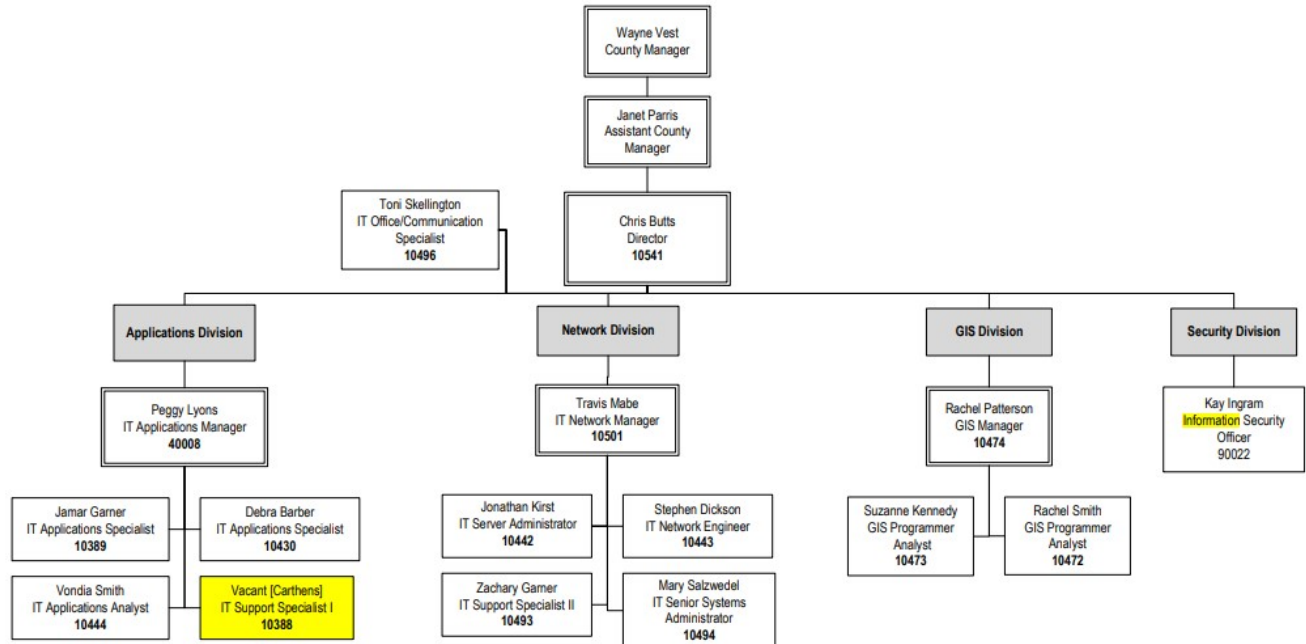 Wayne Vest
County Manager
Janet Parris
Assistant County
Manager
Toni Skellington
IT Office/Communication
Specialist
10496
Chris Butts
Director
10541
Applications Division
Network Division
GIS Division
Security Division
Peggy Lyons
IT Applications Manager
40008
Travis Mabe
IT Network Manager
10501
Rachel Patterson
GIS Manager
10474
Kay Ingram
Information Security
Officer
90022
Jamar Garner
IT Applications Specialist
10389
Debra Barber
IT Applications Specialist
10430
Jonathan Kirst
IT Server Administrator
10442
Stephen Dickson
IT Network Engineer
10443
Suzanne Kennedy
GIS Programmer
Analyst
10473
Rachel Smith
GIS Programmer
Analyst
10472
Vondia Smith
IT Applications Analyst
10444
Vacant [Carthens]
IT Support Specialist I
10388
Zachary Garner
IT Support Specialist II
10493
Mary Salzwedel
IT Senior Systems
Administrator
10494